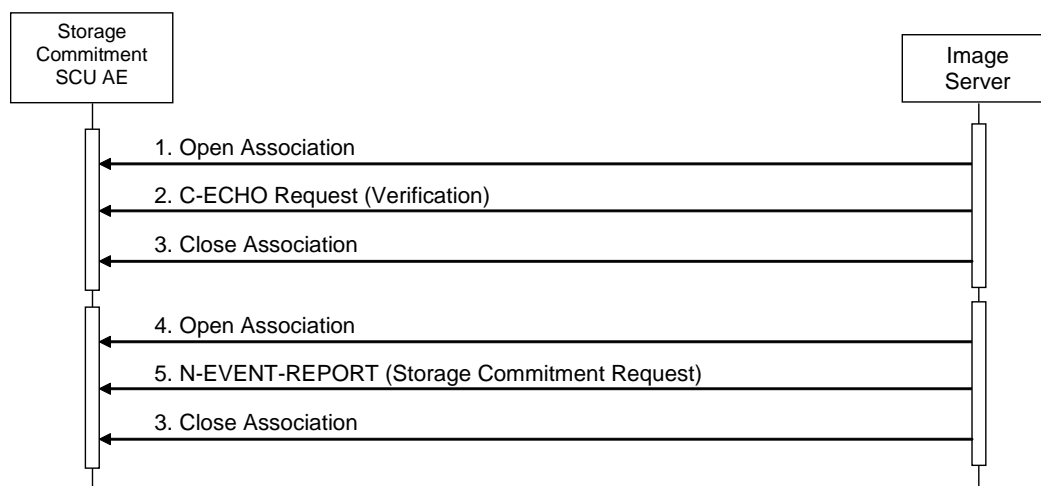 Storage
Commitment
SCU AE
Image
Server
1. Open Association
2. C-ECHO Request (Verification)
3. Close Association
4. Open Association
5. N-EVENT-REPORT (Storage Commitment Request)
3. Close Association